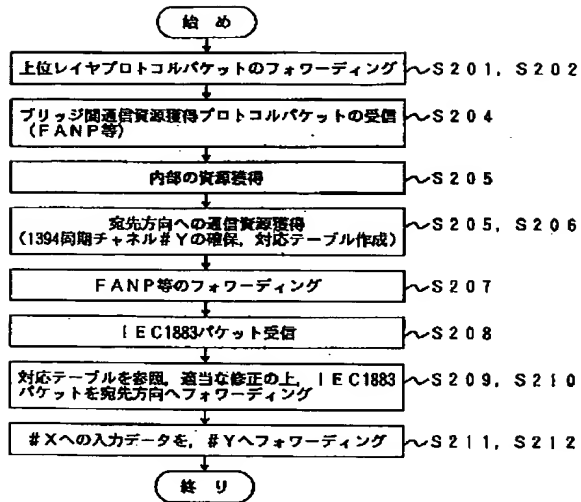 始め
上位レイヤプロトコルパケットのフォワーディング
S201, S202
ブリッジ間通信資源獲得プロトコルパケットの受信
(FANP等)
S204
内部の資源獲得
S205
宛先方向への通信資源獲得
(1394同期チャネル#Yの確保, 対応テーブル作成)
S205, S206
FANP等のフォワーディング
S207
IEC1883パケット受信
S208
対応テーブルを参照, 適当な修正の上, IEC1883
パケットを宛先方向へフォワーディング
S209, S210
#Xへの入力データを, #Yへフォワーディング
S211, S212
終り